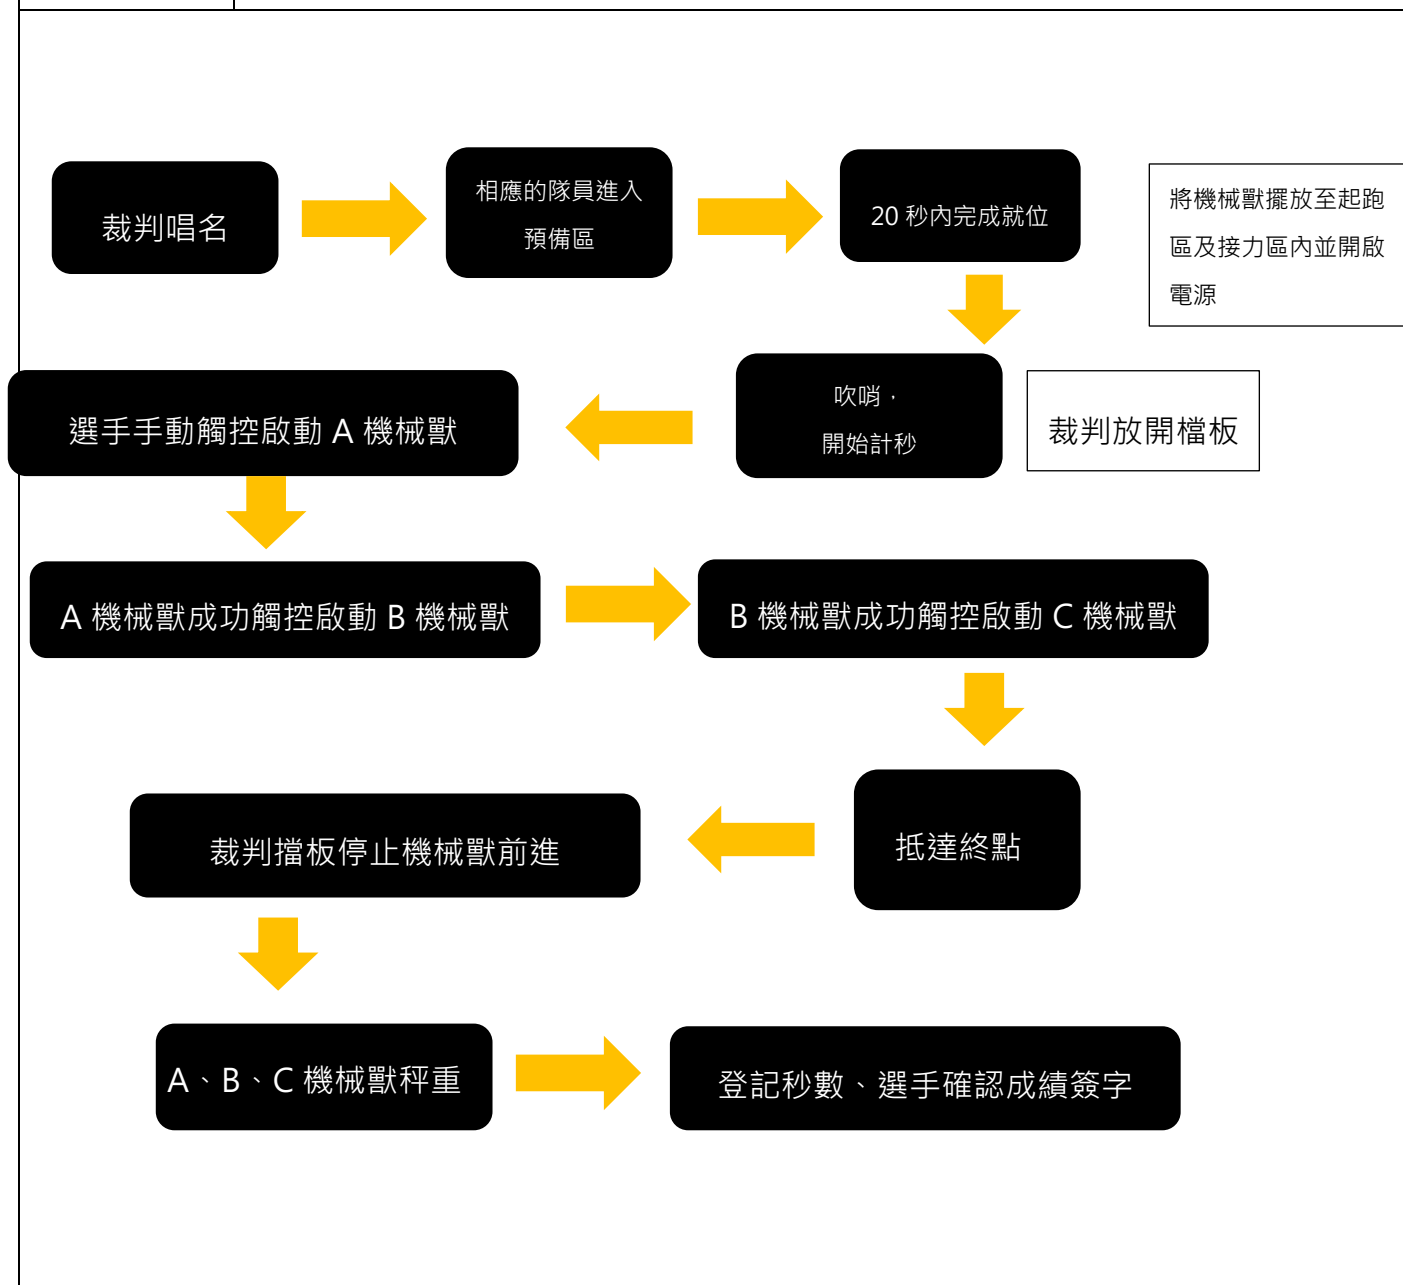 裁判唱名
相應的隊員進入
預備區
20 秒內完成就位
將機械獸擺放至起跑
區及接力區內並開啟
電源
吹哨，
開始計秒
裁判放開檔板
選手手動觸控啟動 A 機械獸
A 機械獸成功觸控啟動 B 機械獸
B 機械獸成功觸控啟動 C 機械獸
抵達終點
裁判擋板停止機械獸前進
A、B、C 機械獸秤重
登記秒數、選手確認成績簽字